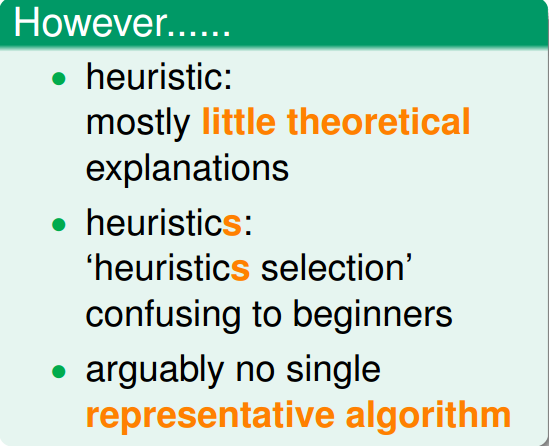 However......
• heuristic:
mostly little theoretical
explanations
• heuristics:
‘heuristics selection’
confusing to beginners
• arguably no single
representative algorithm